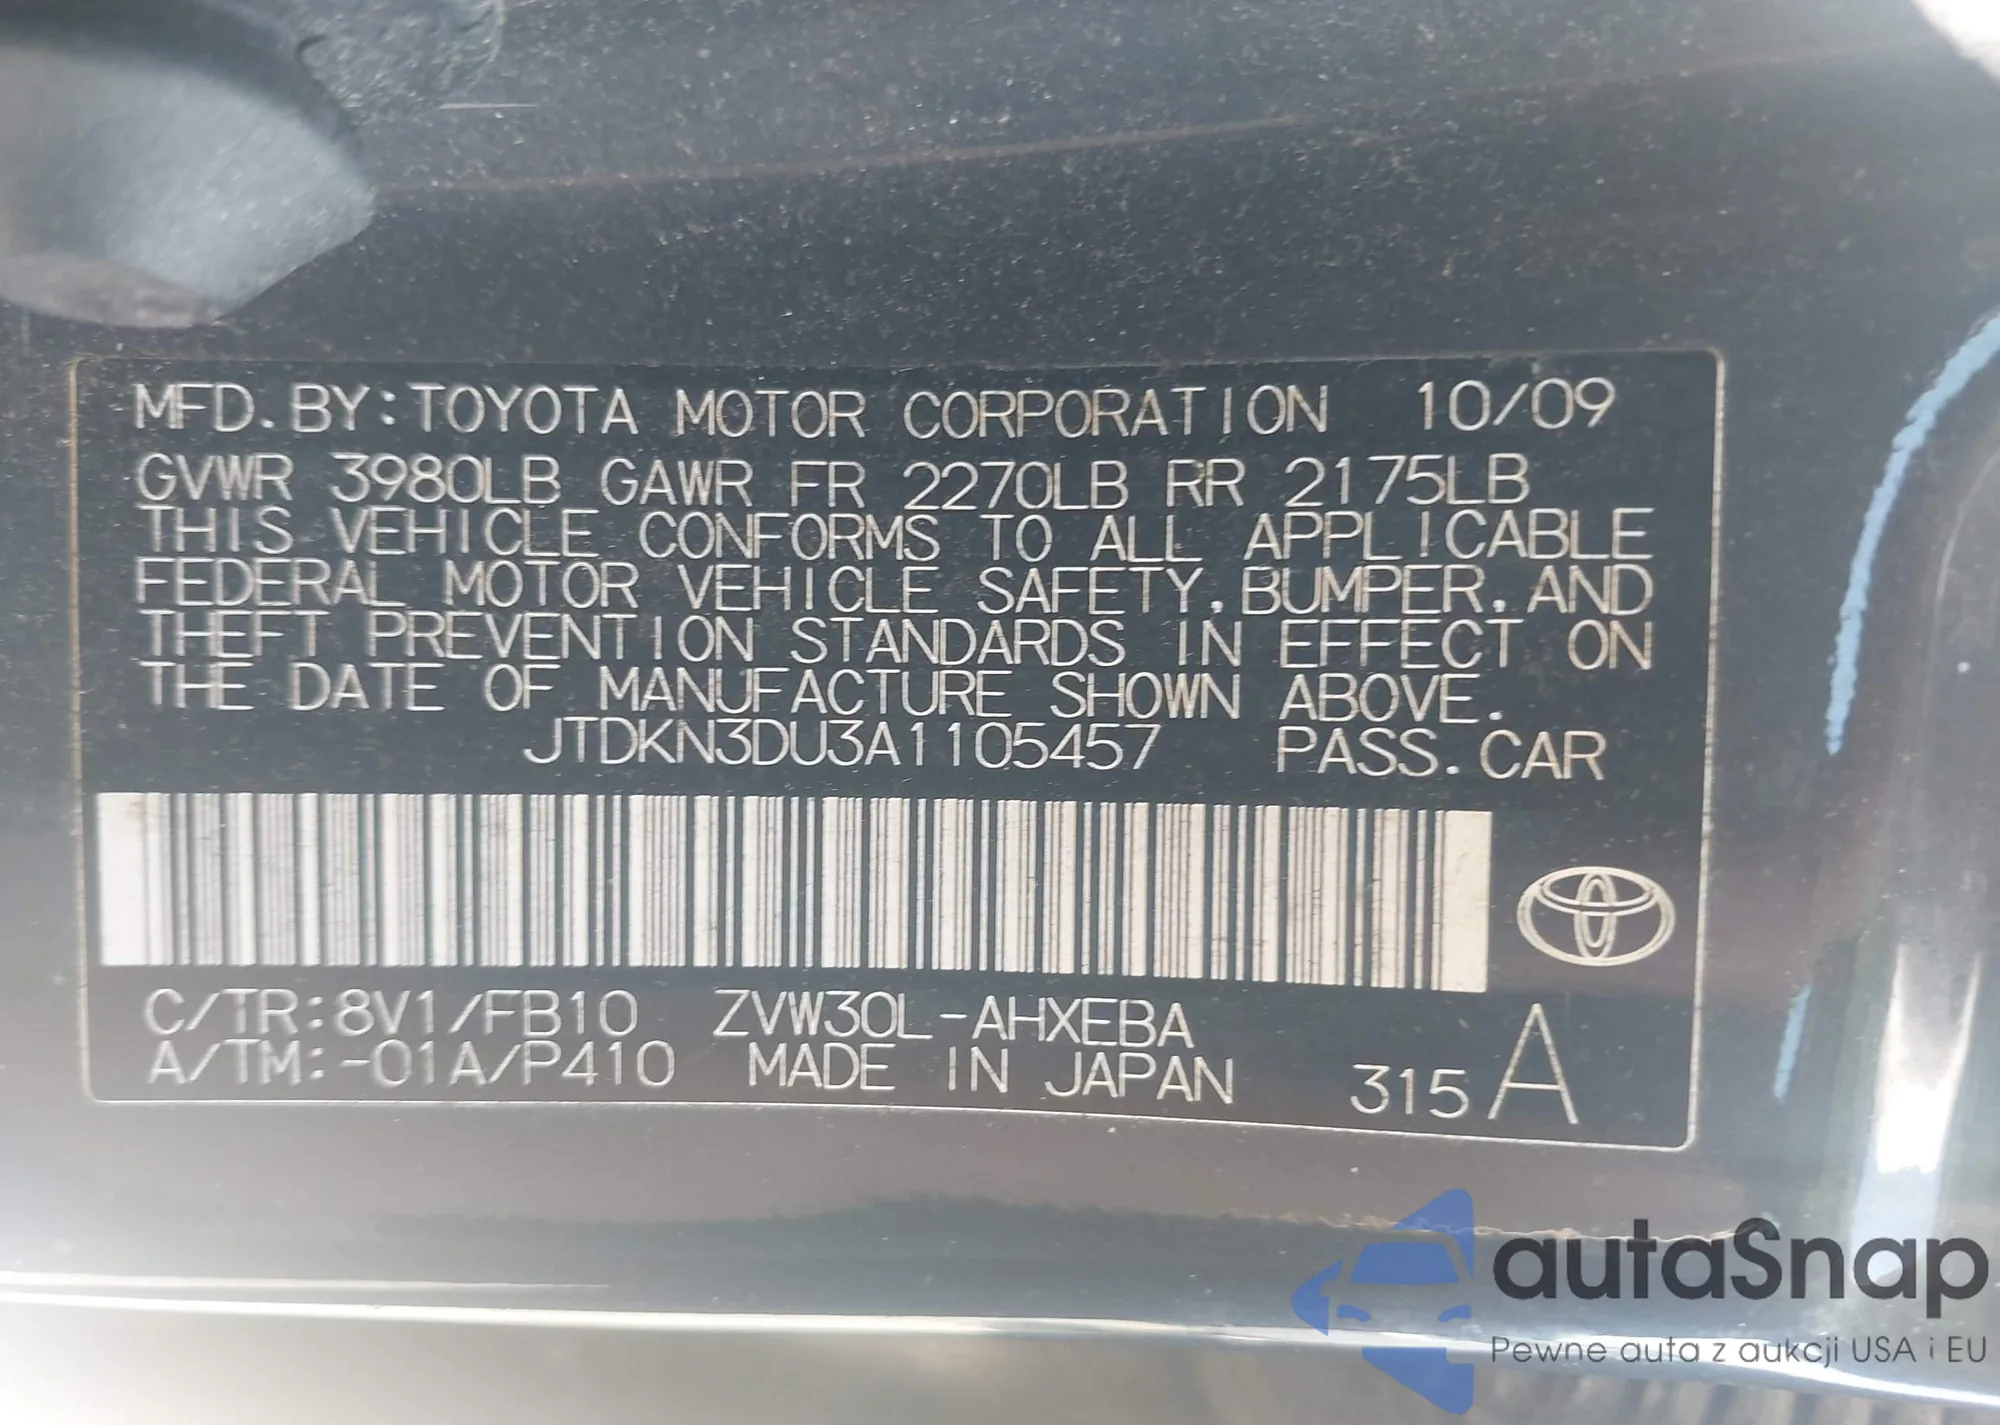 MFD. BY: TOYOTA MOTOR CORPORATION 10/09
GVWR 3980LB GAWR FR 2270LB RR 2175LB
THIS VEHICLE CONFORMS TO ALL APPLICABLE
FEDERAL MOTOR VEHICLE SAFETY, BUMPER, AND
THEFT PREVENTION STANDARDS IN EFFECT ON
THE DATE OF MANUFACTURE SHOWN ABOVE.
JTDKN3DU3A1105457 PASS. CAR
C/TR: 8V1/FB10 ZVW30L-AHXEBA
A/TM: -01A/P410 MADE IN JAPAN 315 A
autaSnap
Pewne auta z aukcji USA i EU